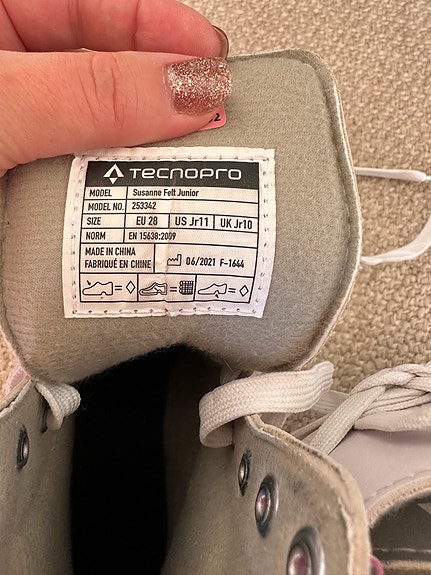 2
TECNOPRO
MODEL Susanne Felt Junior
MODEL NO. 253342
SIZE EU 28 US Jr11 UK Jr10
NORM EN 15638:2009
MADE IN CHINA
FABRIQUÉ EN CHINE 06/2021 F-1644
= = =